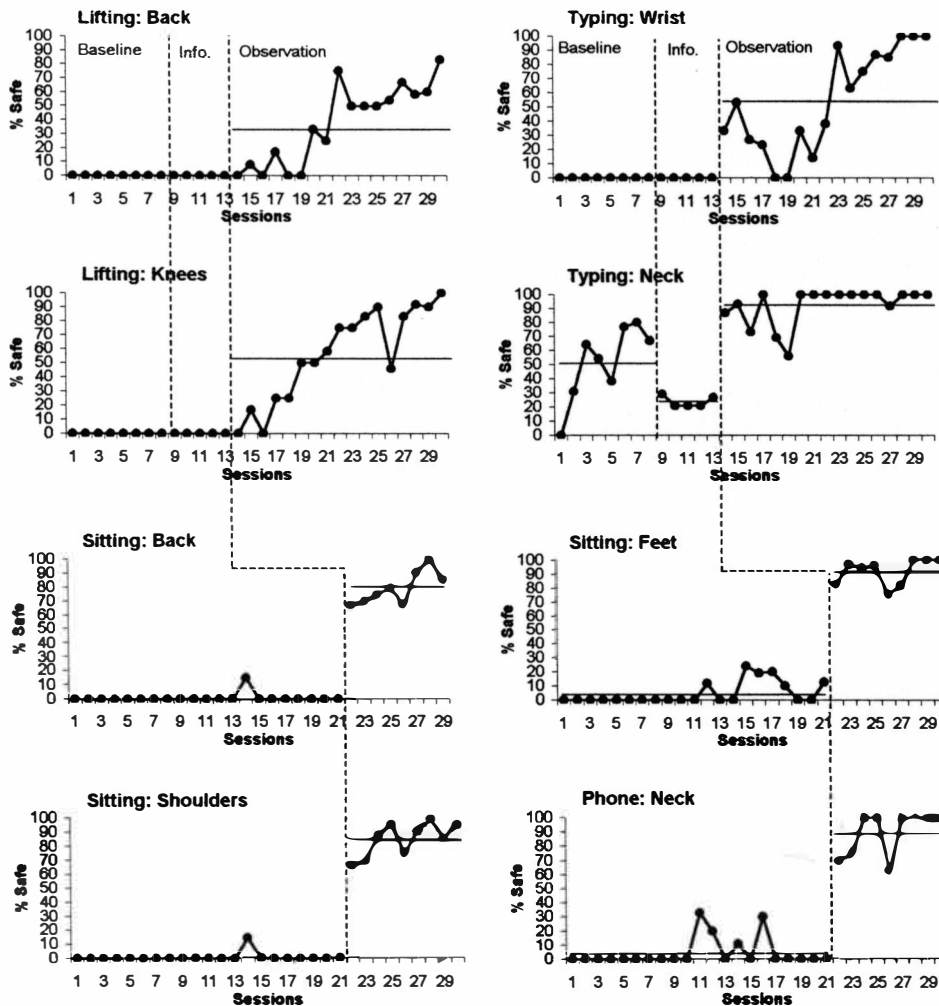 Lifting: Back
Baseline Info. Observation
% Safe
100
90
80
70
60
50
40
30
20
10
0
1 3 5 7 9 11 13 15 17 19 21 23 25 27 29
Sessions
Typing: Wrist
Baseline Info. Observation
% Safe
100
90
80
70
60
50
40
30
20
10
0
1 3 5 7 9 11 13 15 17 19 21 23 25 27 29
Sessions
Lifting: Knees
% Safe
100
90
80
70
60
50
40
30
20
10
0
1 3 5 7 9 11 13 15 17 19 21 23 25 27 29
Sessions
Typing: Neck
% Safe
100
90
80
70
60
50
40
30
20
10
0
1 3 5 7 9 11 13 15 17 19 21 23 25 27 29
Sessions
Sitting: Back
% Safe
100
90
80
70
60
50
40
30
20
10
0
1 3 5 7 9 11 13 15 17 19 21 23 25 27 29
Sessions
Sitting: Feet
% Safe
100
90
80
70
60
50
40
30
20
10
0
1 3 5 7 9 11 13 15 17 19 21 23 25 27 29
Sessions
Sitting: Shoulders
% Safe
100
90
80
70
60
50
40
30
20
10
0
1 3 5 7 9 11 13 15 17 19 21 23 25 27 29
Sessions
Phone: Neck
% Safe
100
90
80
70
60
50
40
30
20
10
0
1 3 5 7 9 11 13 15 17 19 21 23 25 27 29
Sessions